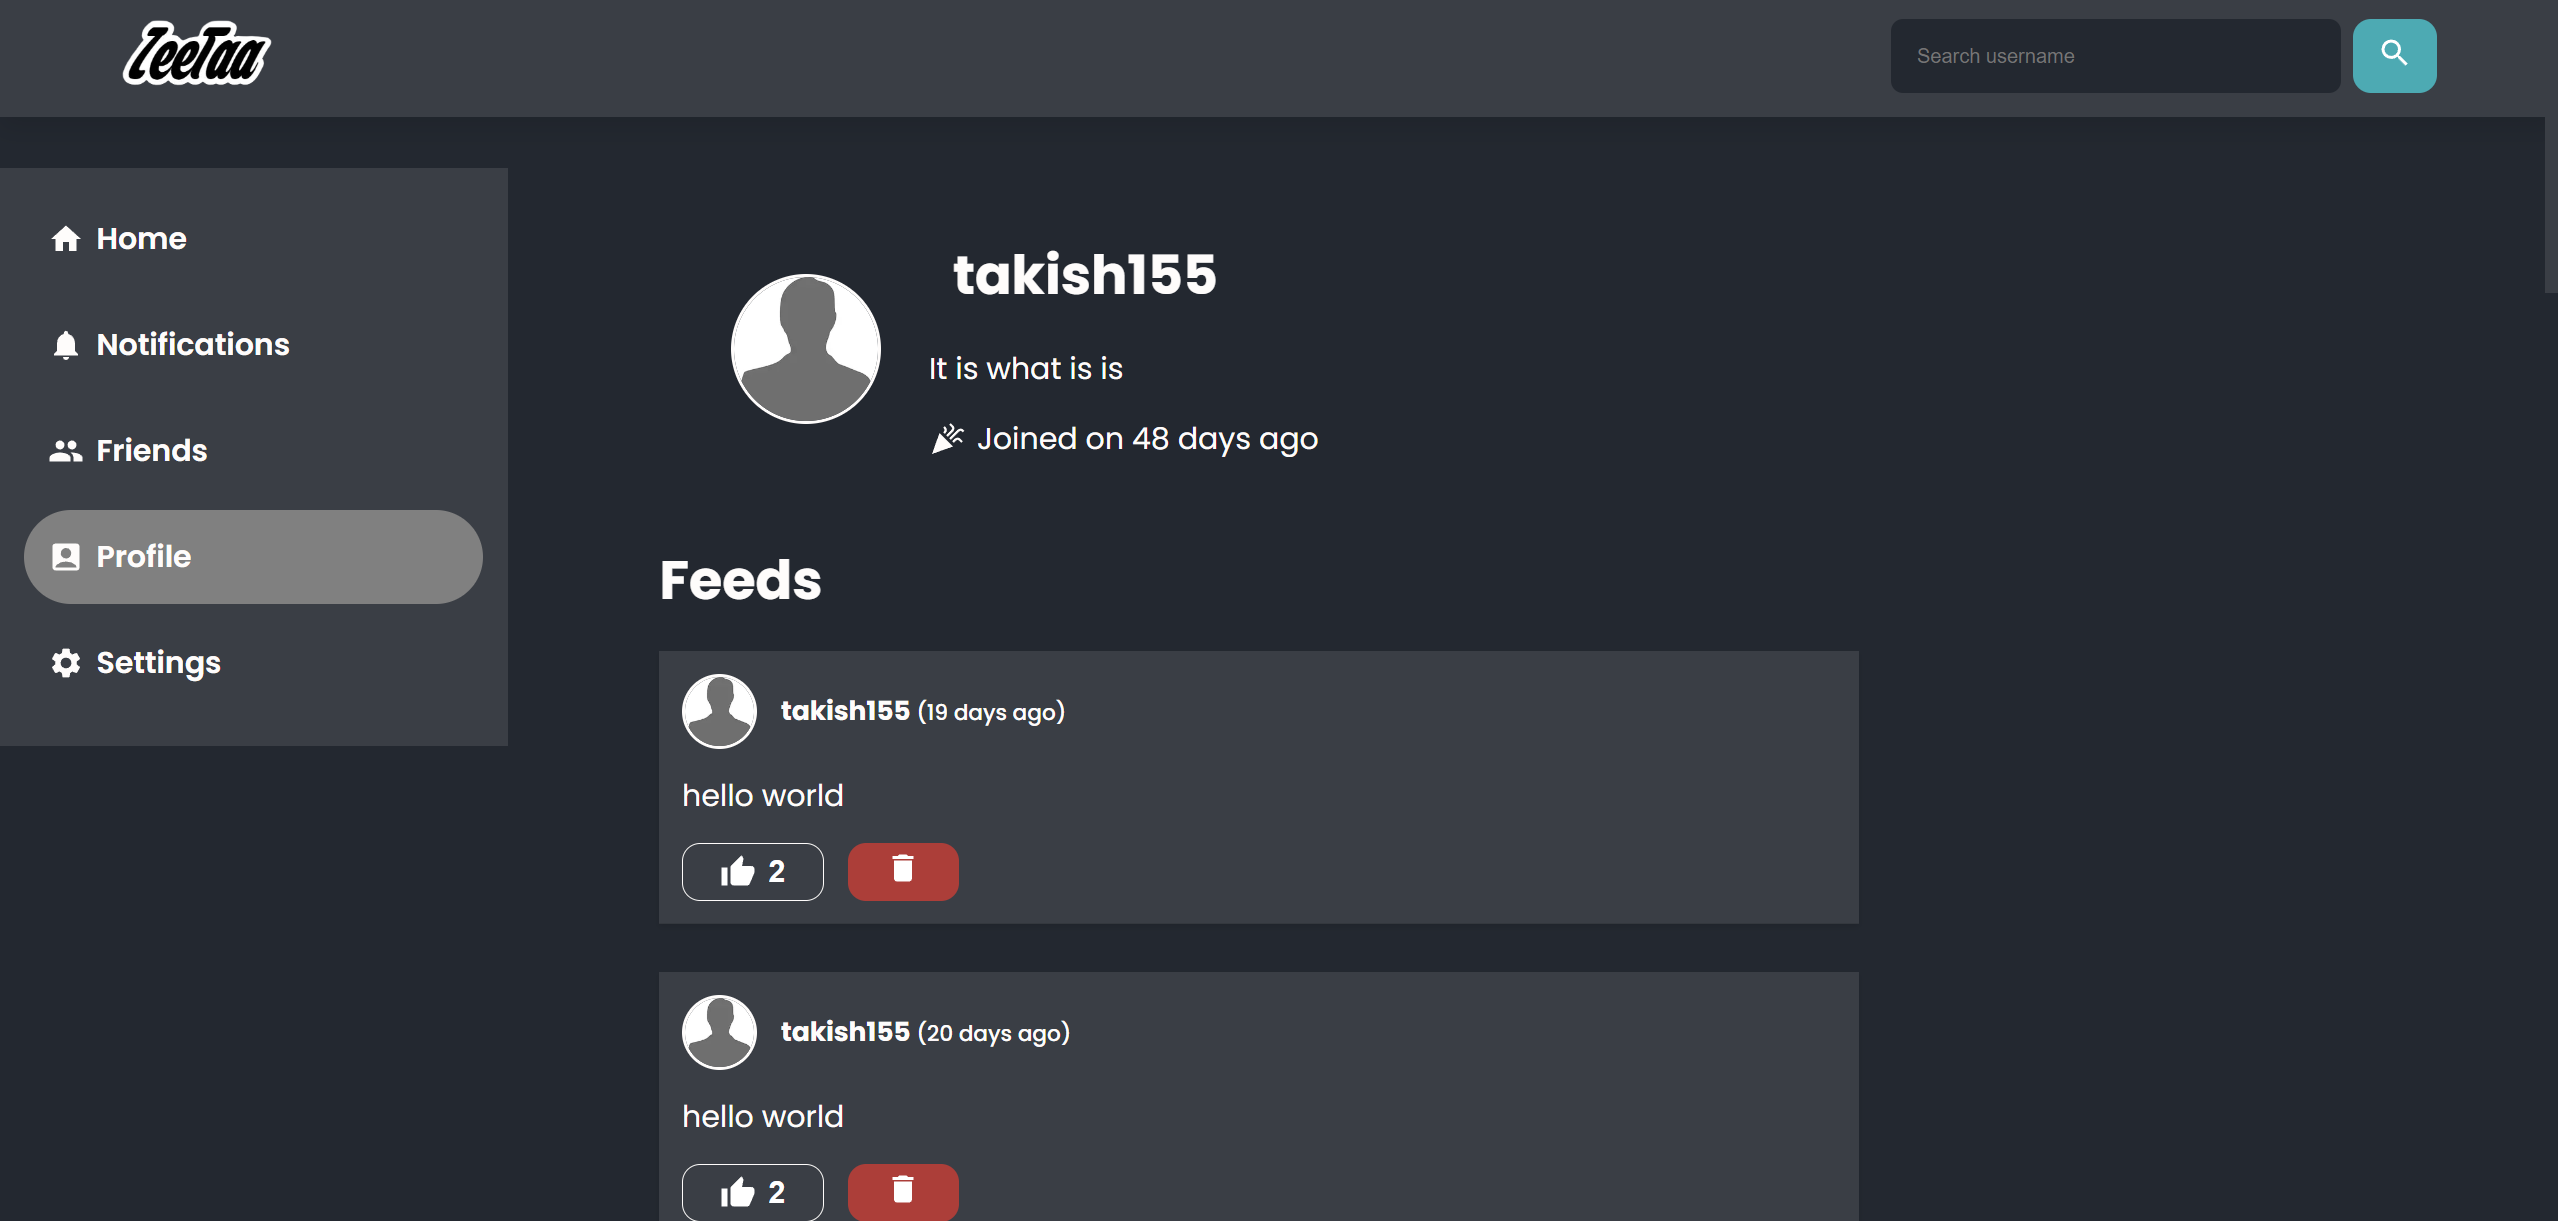 ZeeTaa
Search username
Home
Notifications
Friends
Profile
Settings
takish155
It is what is is
Joined on 48 days ago
Feeds
takish155 (19 days ago)
hello world
2
takish155 (20 days ago)
hello world
2